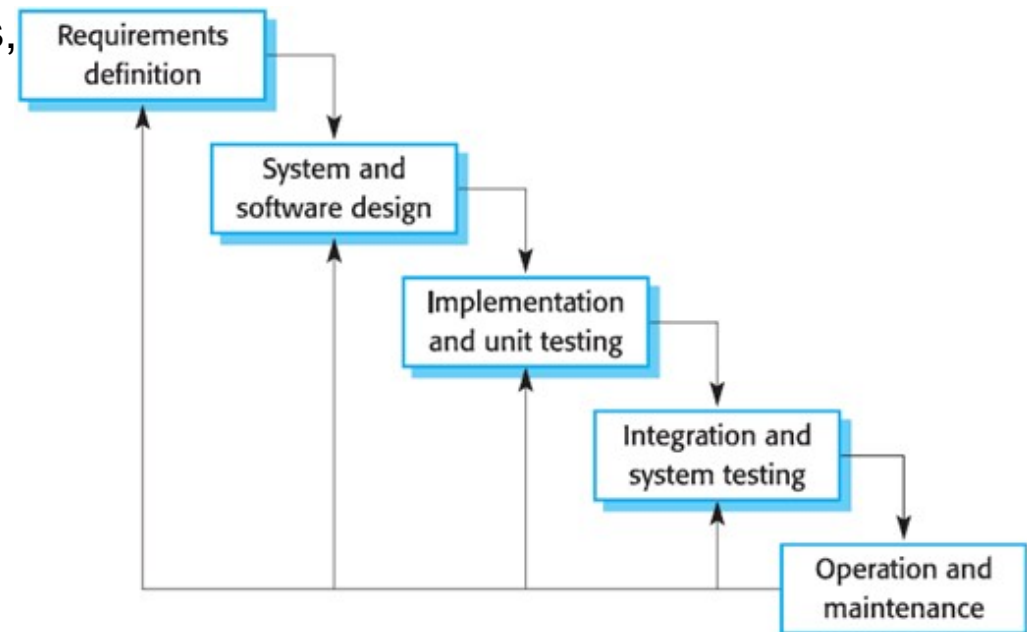 s,
Requirements
definition
System and
software design
Implementation
and unit testing
Integration and
system testing
Operation and
maintenance